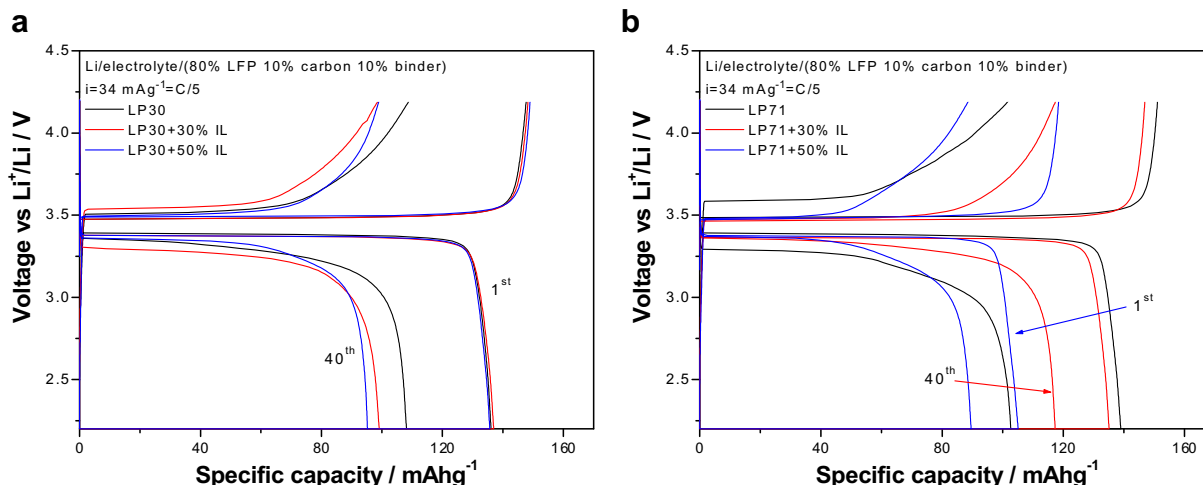 a
4.5
4.0
3.5
3.0
2.5
Voltage vs Li⁺/Li / V
Li/electrolyte/(80% LFP 10% carbon 10% binder)
i=34 mAg⁻¹=C/5
LP30
LP30+30% IL
LP30+50% IL
1ˢᵗ
40ᵗʰ
0 40 80 120 160
Specific capacity / mAhg⁻¹
b
4.5
4.0
3.5
3.0
2.5
Voltage vs Li⁺/Li / V
Li/electrolyte/(80% LFP 10% carbon 10% binder)
i=34 mAg⁻¹=C/5
LP71
LP71+30% IL
LP71+50% IL
1ˢᵗ
40ᵗʰ
0 40 80 120 160
Specific capacity / mAhg⁻¹